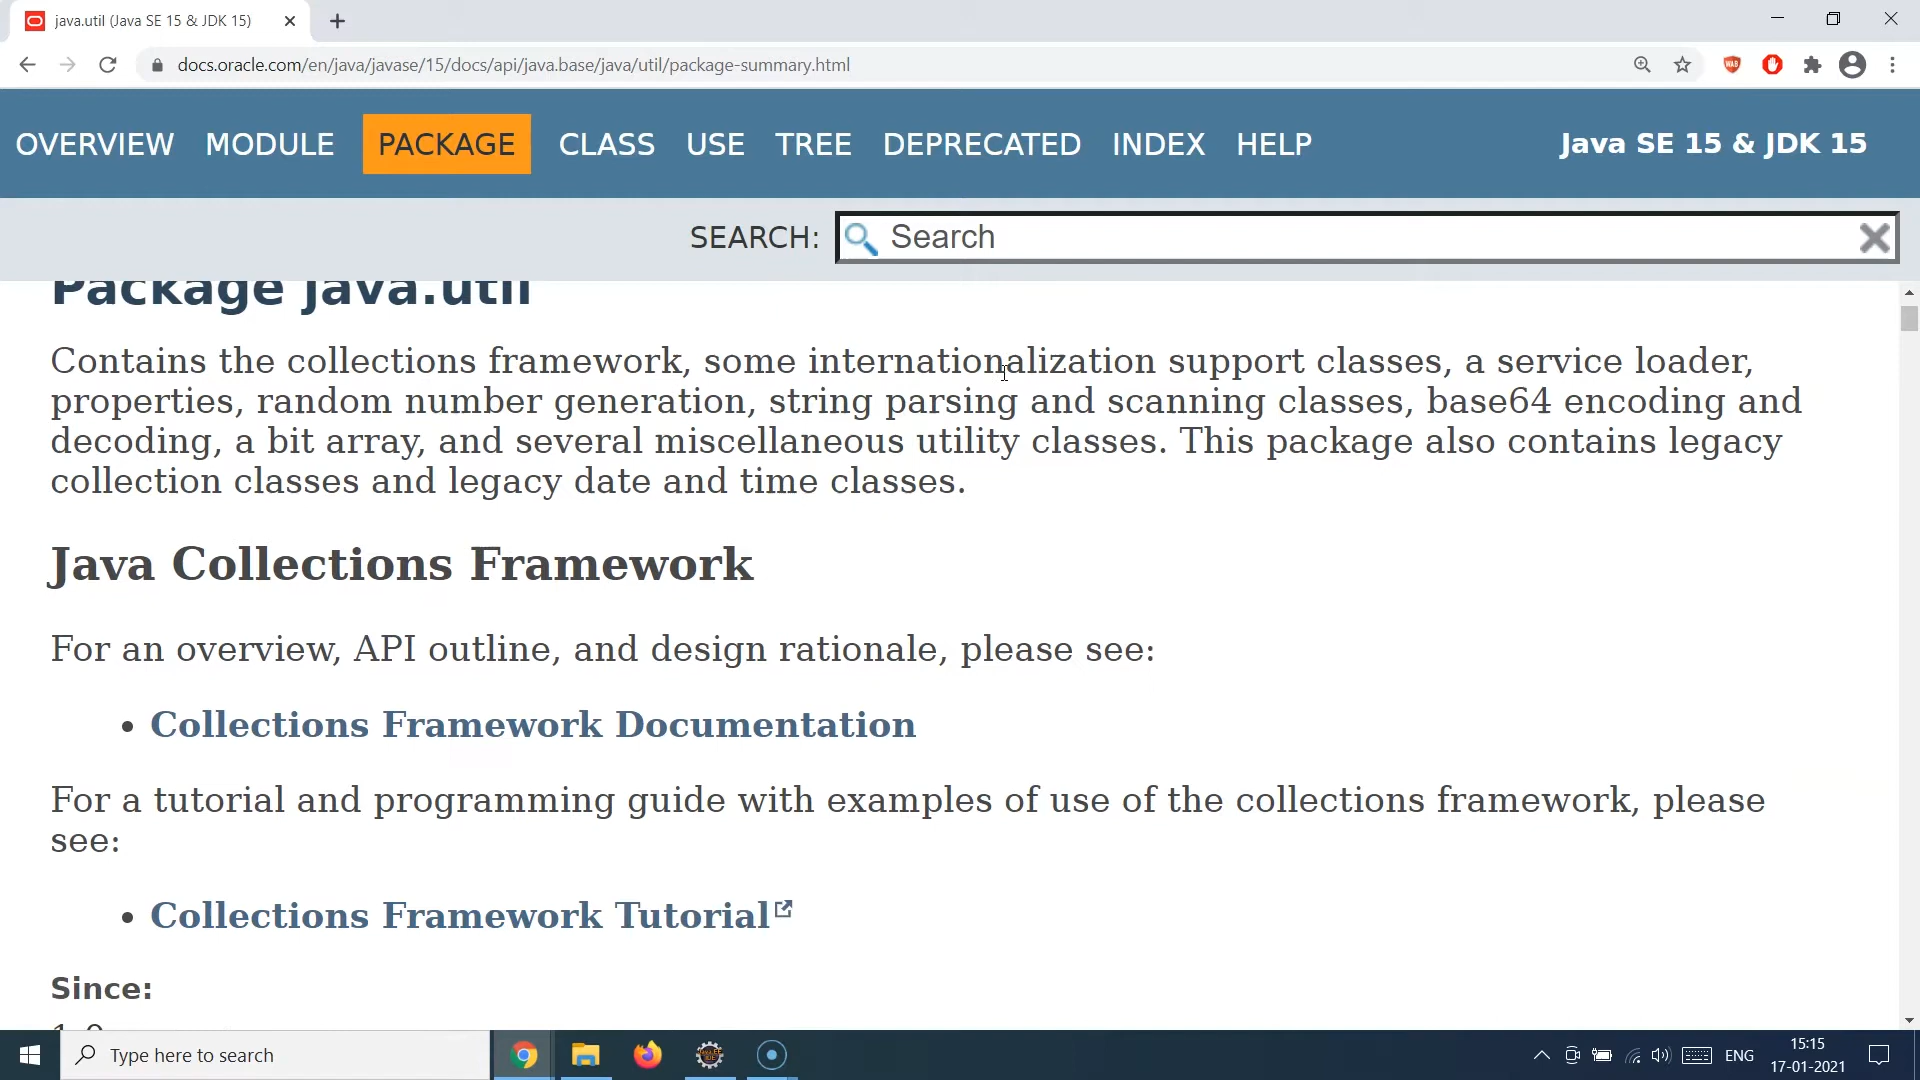 java.util (Java SE 15 & JDK 15)
docs.oracle.com/en/java/javase/15/docs/api/java.base/java/util/package-summary.html
OVERVIEW MODULE PACKAGE CLASS USE TREE DEPRECATED INDEX HELP Java SE 15 & JDK 15
SEARCH: Search
Package java.util
Contains the collections framework, some internationalization support classes, a service loader,
properties, random number generation, string parsing and scanning classes, base64 encoding and
decoding, a bit array, and several miscellaneous utility classes. This package also contains legacy
collection classes and legacy date and time classes.
Java Collections Framework
For an overview, API outline, and design rationale, please see:
• Collections Framework Documentation
For a tutorial and programming guide with examples of use of the collections framework, please
see:
• Collections Framework Tutorial
Since:
1.0
Type here to search
ENG
15:15
17-01-2021